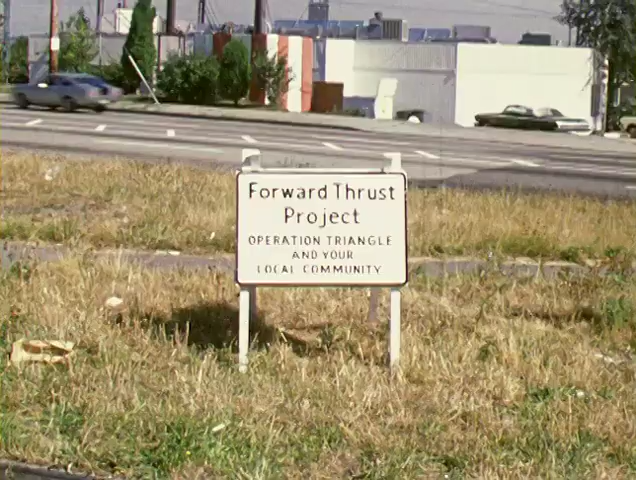 Forward Thrust
Project
OPERATION TRIANGLE
AND YOUR
LOCAL COMMUNITY